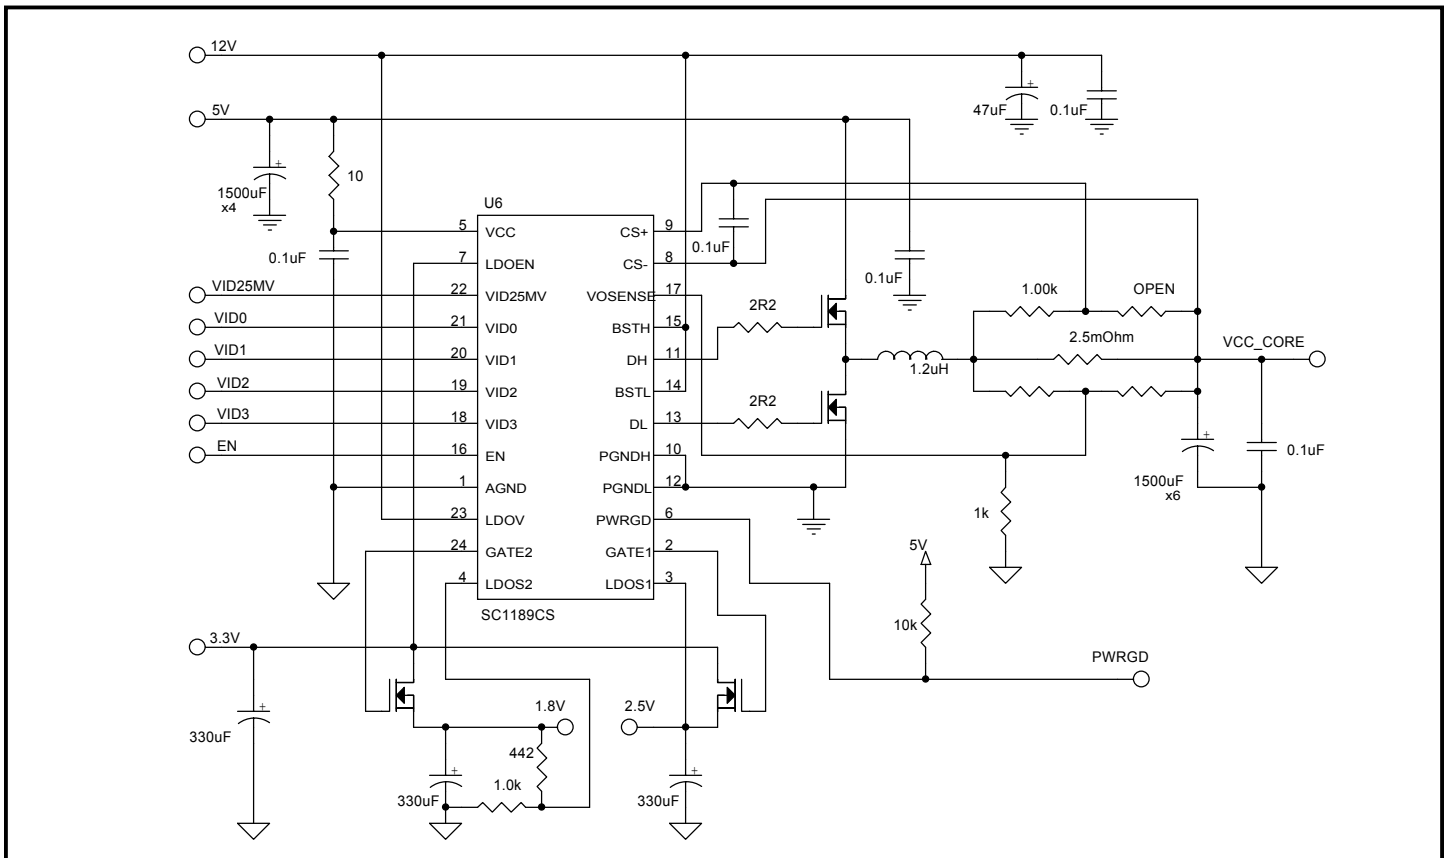 12V
47uF
0.1uF
5V
1500uF
x4
10
0.1uF
U6
5 VCC CS+ 9
7 LDOEN CS- 8
22 VID25MV VOSENSE 17
21 VID0 BSTH 15
20 VID1 DH 11
19 VID2 BSTL 14
18 VID3 DL 13
16 EN PGNDH 10
1 AGND PGNDL 12
23 LDOV PWRGD 6
24 GATE2 GATE1 2
4 LDOS2 LDOS1 3
SC1189CS
VID25MV
VID0
VID1
VID2
VID3
EN
0.1uF
0.1uF
2R2
2R2
1.2uH
1.00k
OPEN
2.5mOhm
VCC_CORE
0.1uF
1500uF
x6
1k
5V
10k
PWRGD
3.3V
330uF
1.8V
442
1.0k
330uF
2.5V
330uF